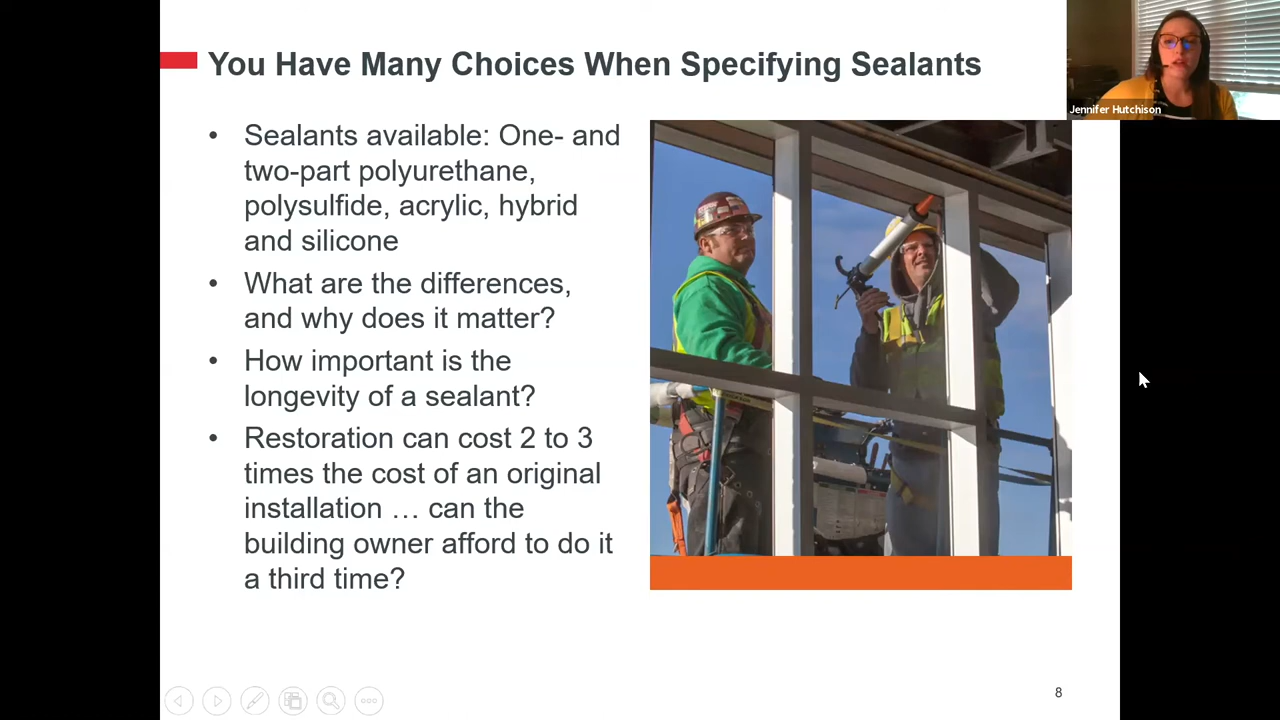 You Have Many Choices When Specifying Sealants
Jennifer Hutchison
• Sealants available: One- and
two-part polyurethane,
polysulfide, acrylic, hybrid
and silicone
• What are the differences,
and why does it matter?
• How important is the
longevity of a sealant?
• Restoration can cost 2 to 3
times the cost of an original
installation … can the
building owner afford to do it
a third time?
8